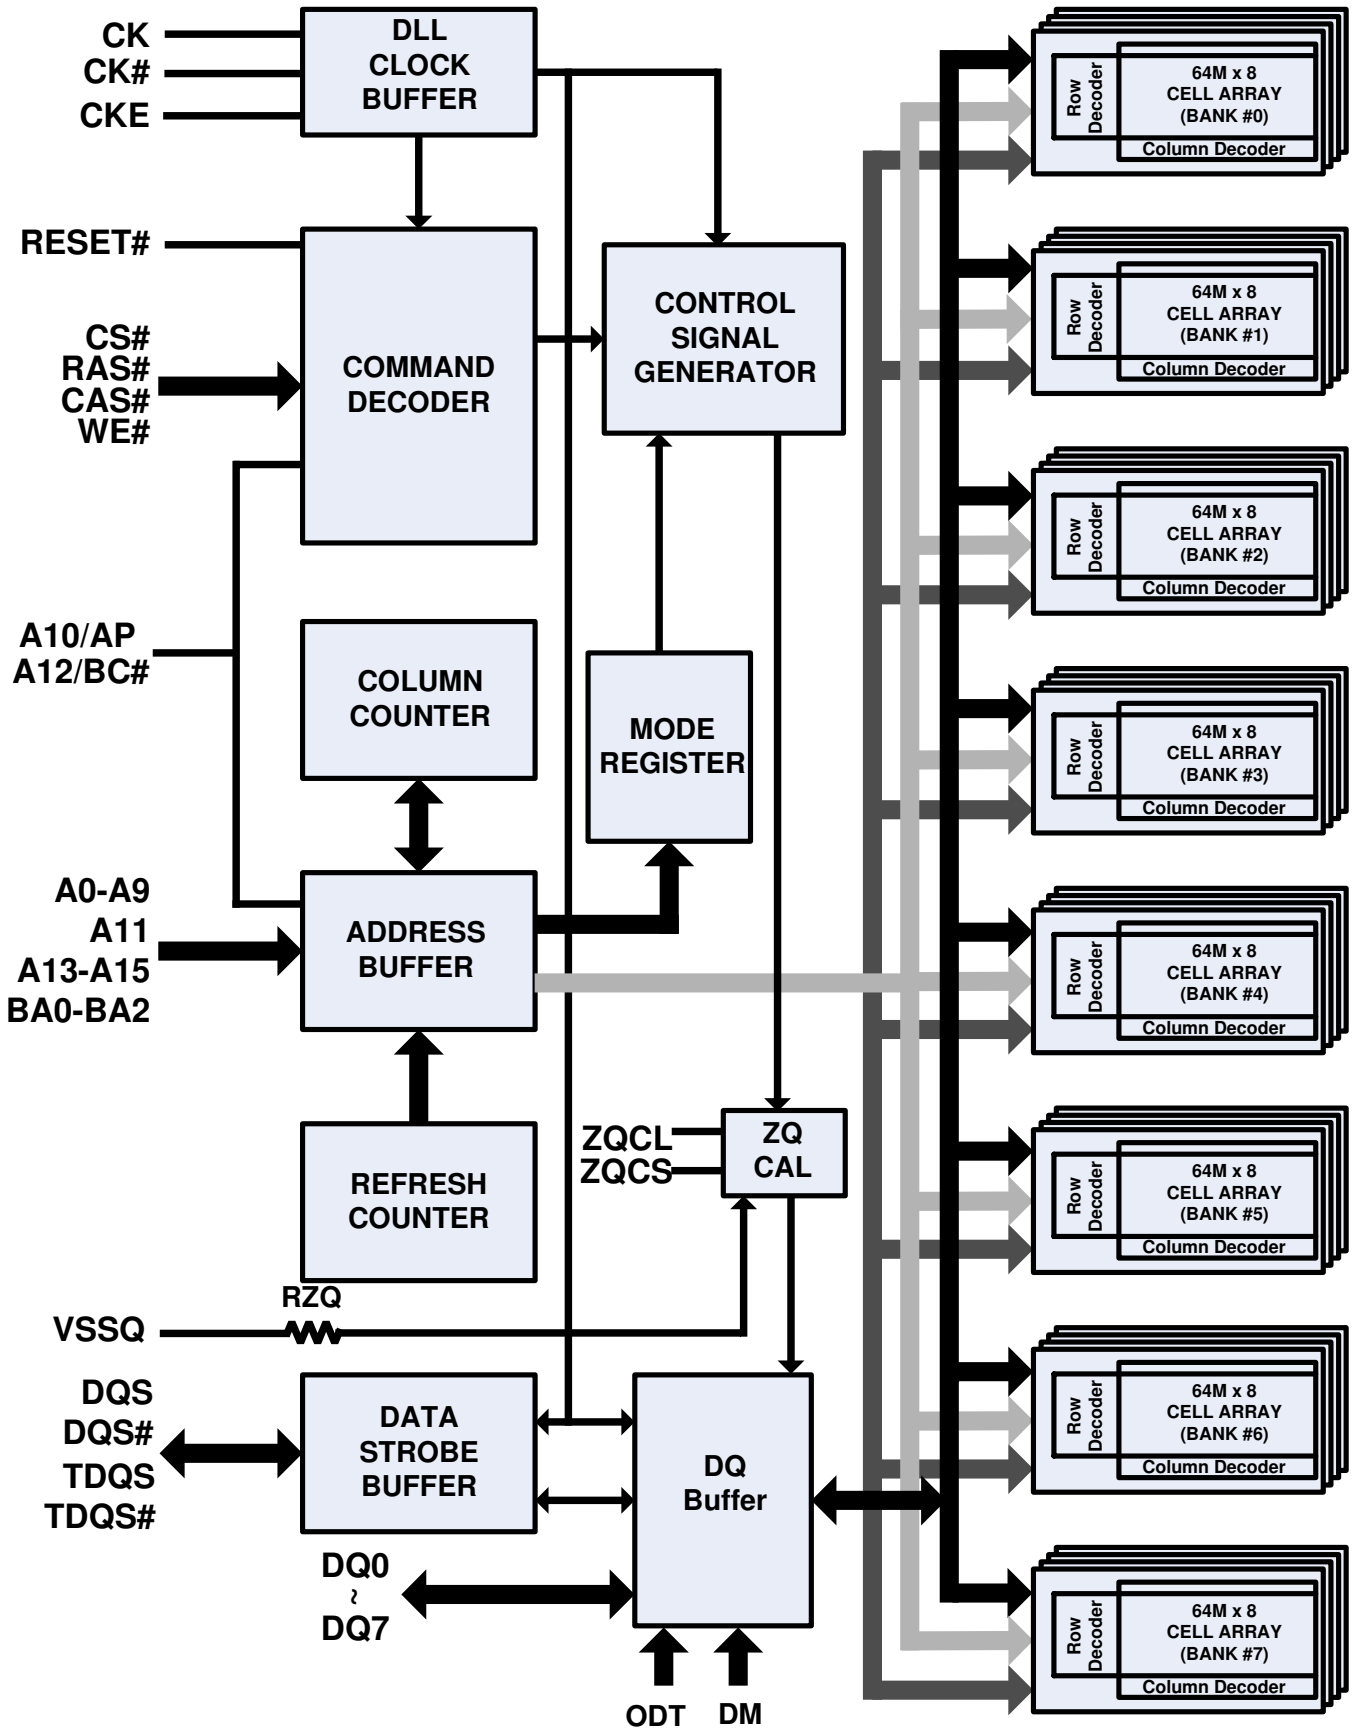 CK
CK#
CKE
DLL
CLOCK
BUFFER
RESET#
CS#
RAS#
CAS#
WE#
COMMAND
DECODER
CONTROL
SIGNAL
GENERATOR
A10/AP
A12/BC#
COLUMN
COUNTER
MODE
REGISTER
A0-A9
A11
A13-A15
BA0-BA2
ADDRESS
BUFFER
REFRESH
COUNTER
ZQCL
ZQCS
ZQ
CAL
RZQ
VSSQ
DQS
DQS#
TDQS
TDQS#
DATA
STROBE
BUFFER
DQ
Buffer
DQ0
~
DQ7
ODT
DM
Row
Decoder
64M x 8
CELL ARRAY
(BANK #0)
Column Decoder
Row
Decoder
64M x 8
CELL ARRAY
(BANK #1)
Column Decoder
Row
Decoder
64M x 8
CELL ARRAY
(BANK #2)
Column Decoder
Row
Decoder
64M x 8
CELL ARRAY
(BANK #3)
Column Decoder
Row
Decoder
64M x 8
CELL ARRAY
(BANK #4)
Column Decoder
Row
Decoder
64M x 8
CELL ARRAY
(BANK #5)
Column Decoder
Row
Decoder
64M x 8
CELL ARRAY
(BANK #6)
Column Decoder
Row
Decoder
64M x 8
CELL ARRAY
(BANK #7)
Column Decoder